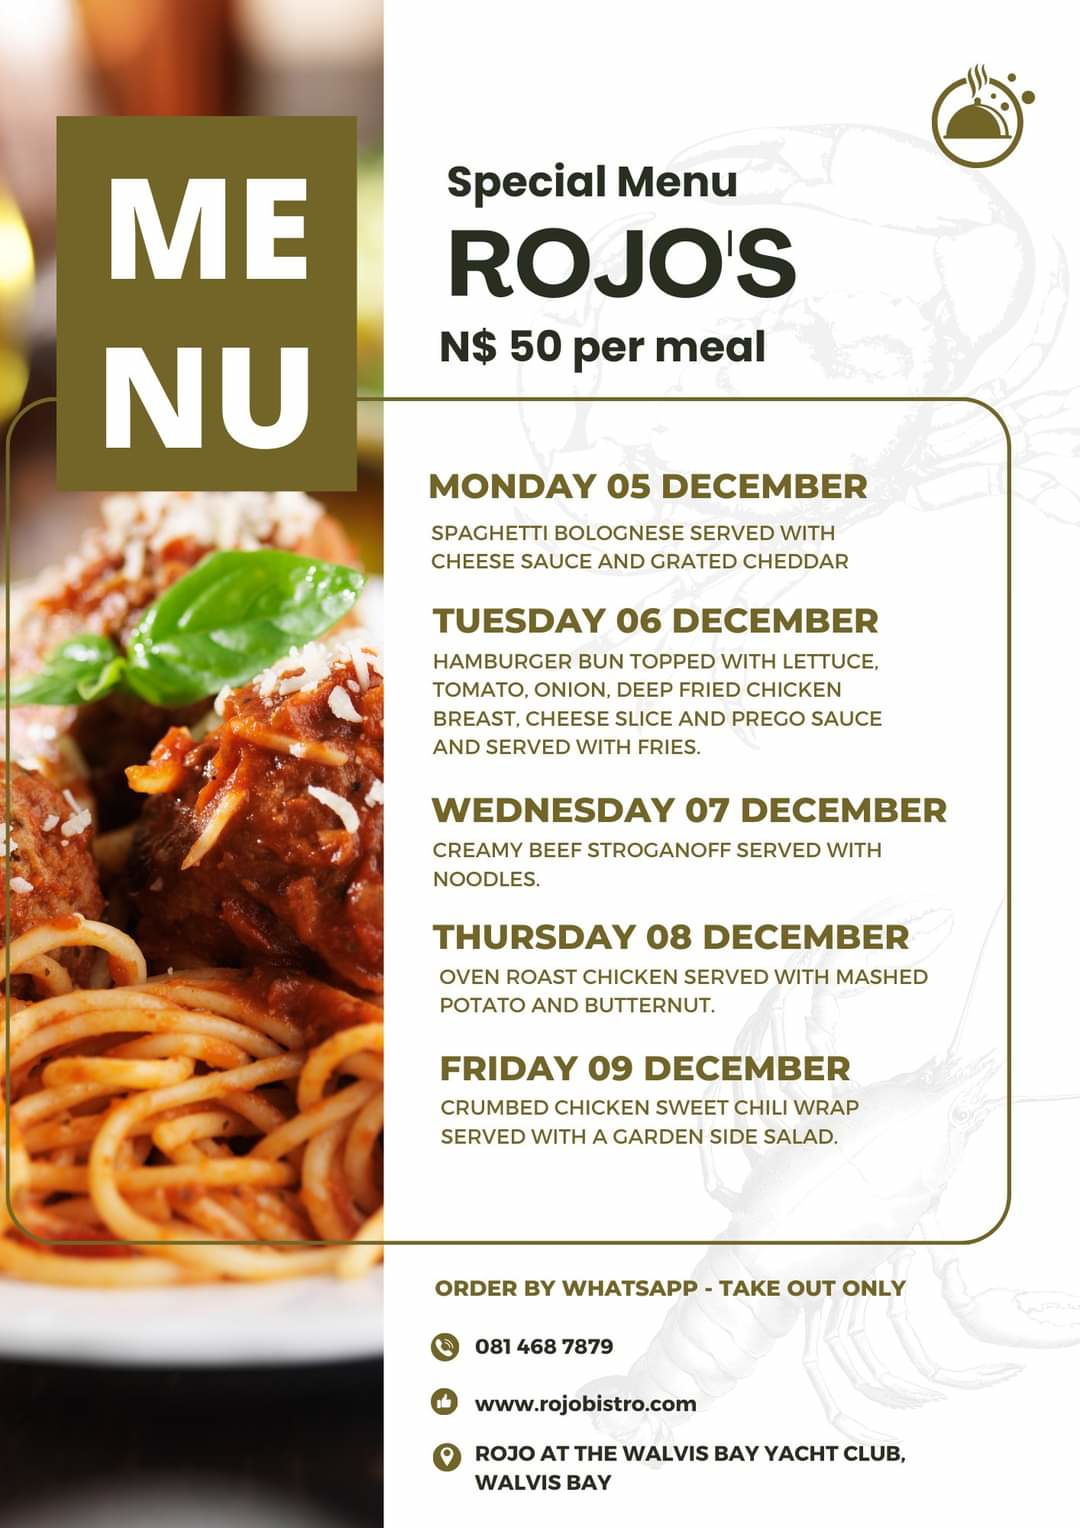 ME
NU
Special Menu
ROJO'S
N$ 50 per meal
MONDAY 05 DECEMBER
SPAGHETTI BOLOGNESE SERVED WITH
CHEESE SAUCE AND GRATED CHEDDAR
TUESDAY 06 DECEMBER
HAMBURGER BUN TOPPED WITH LETTUCE,
TOMATO, ONION, DEEP FRIED CHICKEN
BREAST, CHEESE SLICE AND PREGO SAUCE
AND SERVED WITH FRIES.
WEDNESDAY 07 DECEMBER
CREAMY BEEF STROGANOFF SERVED WITH
NOODLES.
THURSDAY 08 DECEMBER
OVEN ROAST CHICKEN SERVED WITH MASHED
POTATO AND BUTTERNUT.
FRIDAY 09 DECEMBER
CRUMBED CHICKEN SWEET CHILI WRAP
SERVED WITH A GARDEN SIDE SALAD.
ORDER BY WHATSAPP - TAKE OUT ONLY
081 468 7879
www.rojobistro.com
ROJO AT THE WALVIS BAY YACHT CLUB,
WALVIS BAY